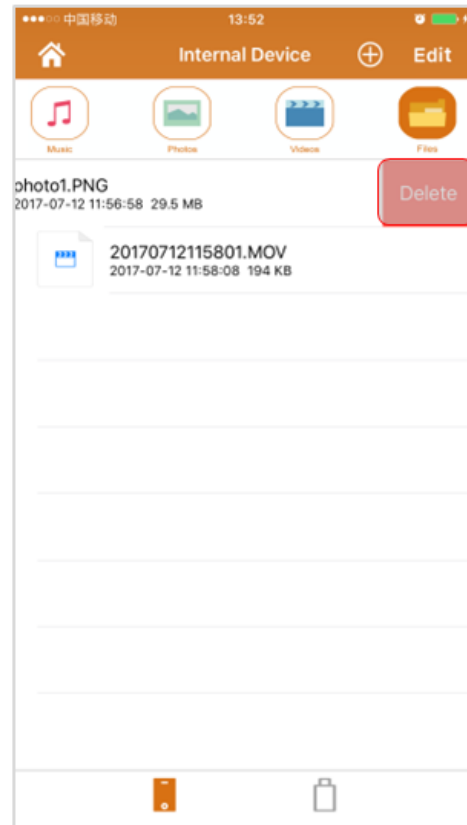 中国移动 13:52
Internal Device Edit
Music Photos Videos Files
photo1.PNG
2017-07-12 11:56:58 29.5 MB
Delete
20170712115801.MOV
2017-07-12 11:58:08 194 KB